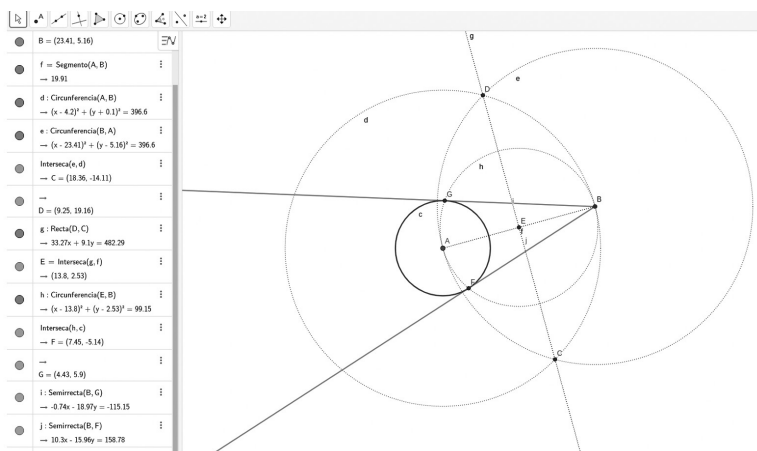 A
a=2
B = (23.41, 5.16)
f = Segmento(A, B)
→ 19.91
d : Circunferencia(A, B)
→ (x - 4.2)² + (y + 0.1)² = 396.6
e : Circunferencia(B, A)
→ (x - 23.41)² + (y - 5.16)² = 396.6
Interseca(e, d)
→ C = (18.36, -14.11)
→
D = (9.25, 19.16)
g : Recta(D, C)
→ 33.27x + 9.1y = 482.29
E = Interseca(g, f)
→ (13.8, 2.53)
h : Circunferencia(E, B)
→ (x - 13.8)² + (y - 2.53)² = 99.15
Interseca(h, c)
→ F = (7.45, -5.14)
→
G = (4.43, 5.9)
i : Semirrecta(B, G)
→ -0.74x - 18.97y = -115.15
j : Semirrecta(B, F)
→ 10.3x - 15.96y = 158.78
g
e
D
d
h
G
i
B
c
E
f
A
j
F
C